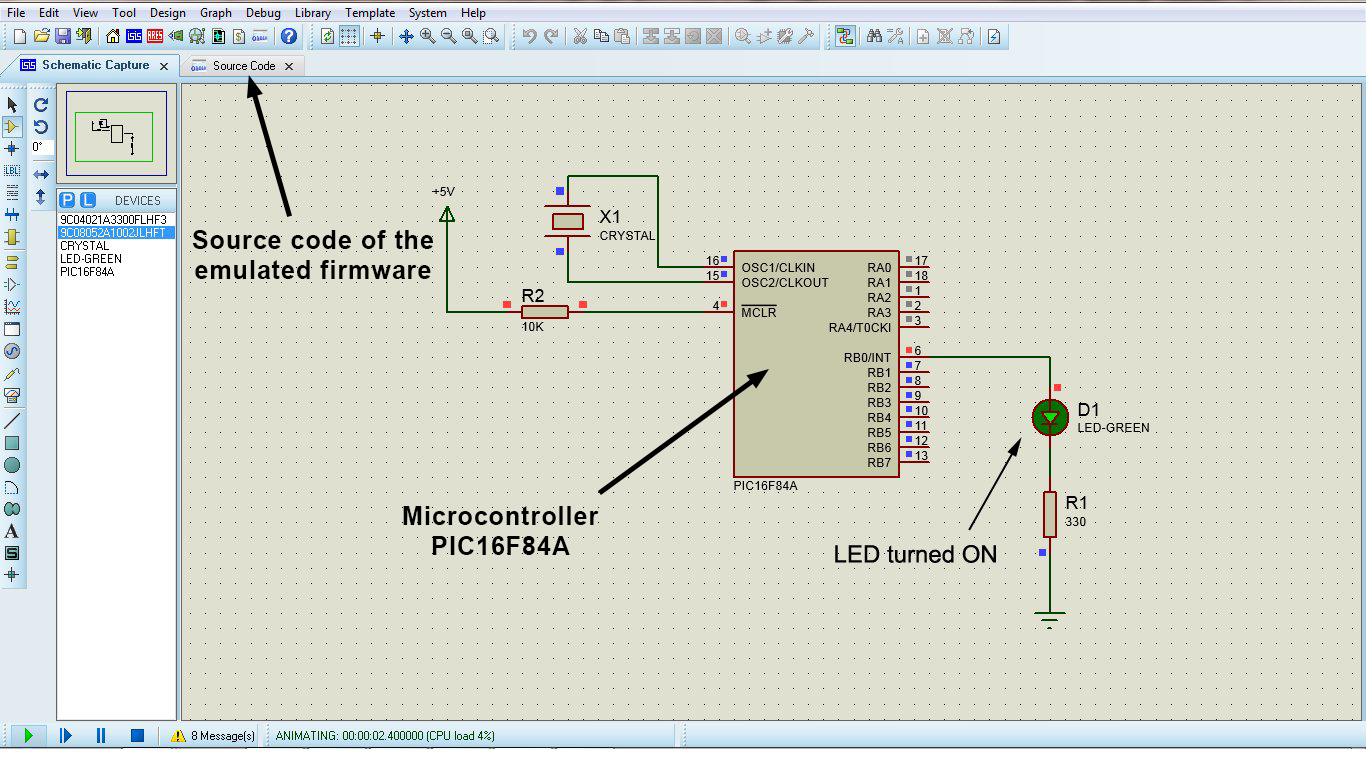 File Edit View Tool Design Graph Debug Library Template System Help
Schematic Capture
Source Code
0°
LBL
P L DEVICES
9C04021A3300FLHF3
9C08052A1002JLHFT
CRYSTAL
LED-GREEN
PIC16F84A
A
S
Source code of the
emulated firmware
+5V
X1
CRYSTAL
R2
10K
16 OSC1/CLKIN
15 OSC2/CLKOUT
4 MCLR
RA0 17
RA1 18
RA2 1
RA3 2
RA4/T0CKI 3
RB0/INT 6
RB1 7
RB2 8
RB3 9
RB4 10
RB5 11
RB6 12
RB7 13
PIC16F84A
D1
LED-GREEN
R1
330
Microcontroller
PIC16F84A
LED turned ON
8 Message(s) ANIMATING: 00:00:02.400000 (CPU load 4%)